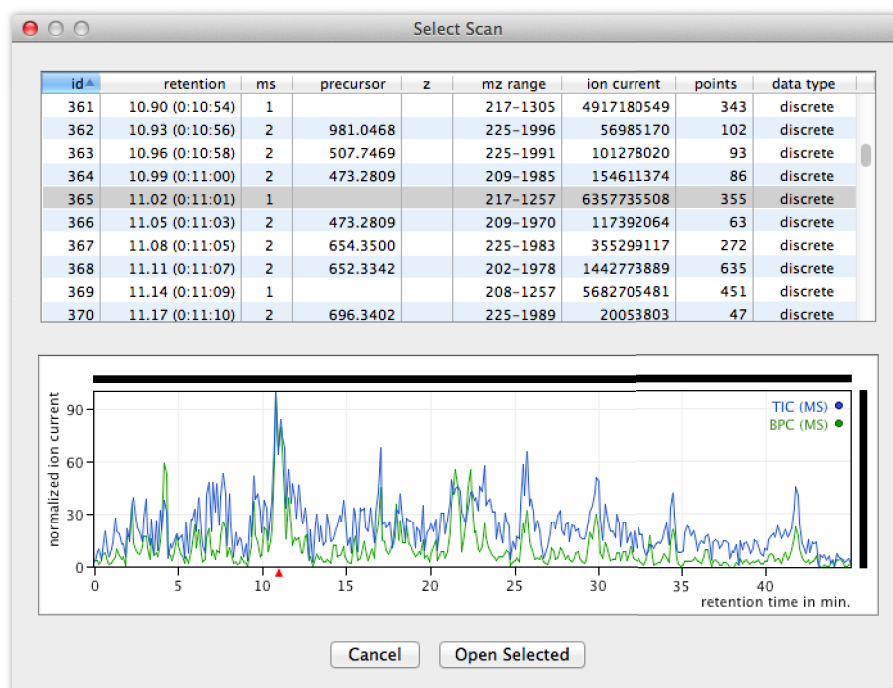 Select Scan
id retention ms precursor z mz range ion current points data type
361 10.90 (0:10:54) 1 217-1305 4917180549 343 discrete
362 10.93 (0:10:56) 2 981.0468 225-1996 56985170 102 discrete
363 10.96 (0:10:58) 2 507.7469 225-1991 101278020 93 discrete
364 10.99 (0:11:00) 2 473.2809 209-1985 154611374 86 discrete
365 11.02 (0:11:01) 1 217-1257 6357735508 355 discrete
366 11.05 (0:11:03) 2 473.2809 209-1970 117392064 63 discrete
367 11.08 (0:11:05) 2 654.3500 225-1983 355299117 272 discrete
368 11.11 (0:11:07) 2 652.3342 202-1978 1442773889 635 discrete
369 11.14 (0:11:09) 1 208-1257 5682705481 451 discrete
370 11.17 (0:11:10) 2 696.3402 225-1989 20053803 47 discrete
normalized ion current
90
60
30
0
TIC (MS)
BPC (MS)
0 5 10 15 20 25 30 35 40
retention time in min.
Cancel Open Selected